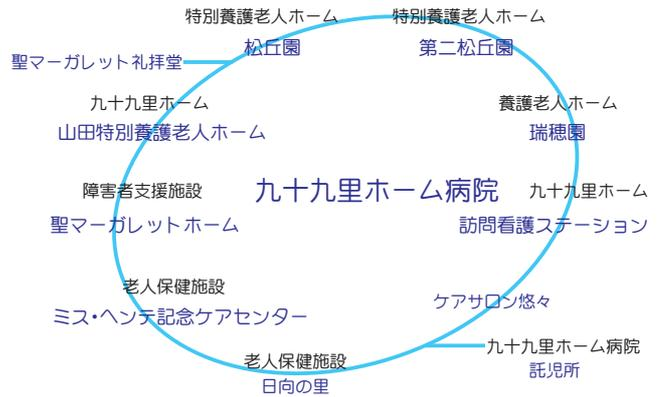 特別養護老人ホーム
松丘園
特別養護老人ホーム
第二松丘園
聖マーガレット礼拝堂
九十九里ホーム
山田特別養護老人ホーム
養護老人ホーム
瑞穂園
障害者支援施設
聖マーガレットホーム
九十九里ホーム病院
九十九里ホーム
訪問看護ステーション
老人保健施設
ミス・ヘンテ記念ケアセンター
ケアサロン悠々
老人保健施設
日向の里
九十九里ホーム病院
託児所